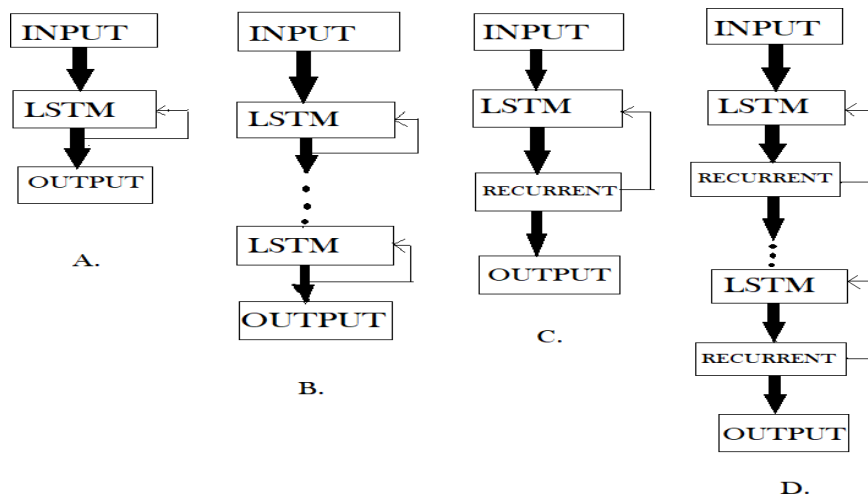 INPUT
LSTM
OUTPUT
A.
INPUT
LSTM
LSTM
OUTPUT
B.
INPUT
LSTM
RECURRENT
OUTPUT
C.
INPUT
LSTM
RECURRENT
LSTM
RECURRENT
OUTPUT
D.